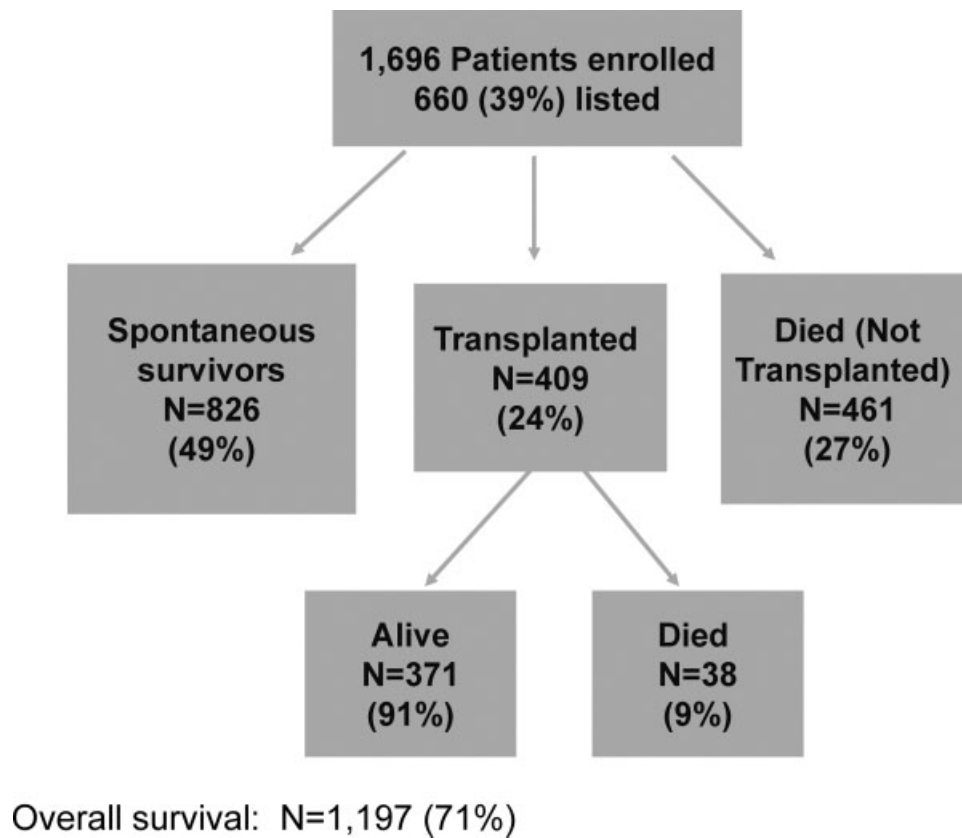 1,696 Patients enrolled
660 (39%) listed
Spontaneous
survivors
N=826
(49%)
Transplanted
N=409
(24%)
Died (Not
Transplanted)
N=461
(27%)
Alive
N=371
(91%)
Died
N=38
(9%)
Overall survival: N=1,197 (71%)